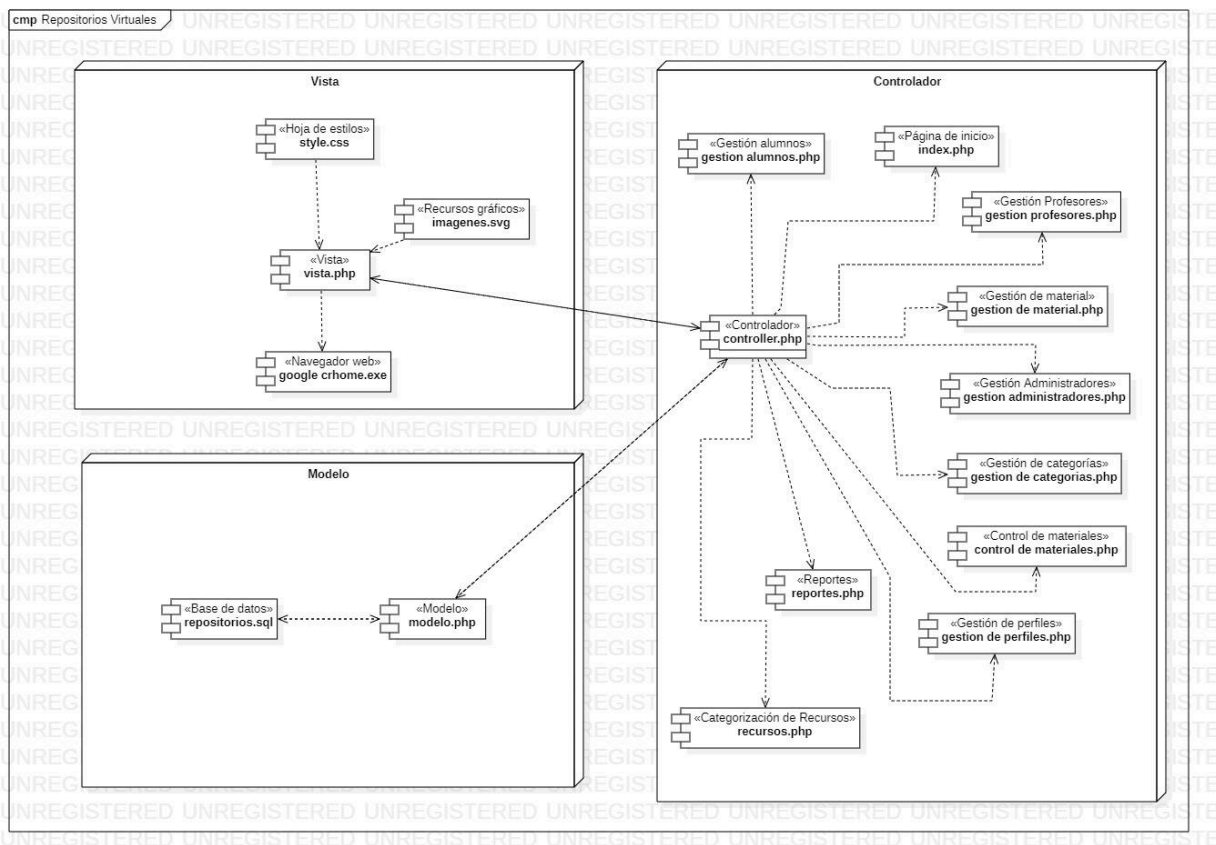 cmp Repositorios Virtuales
Vista
«Hoja de estilos»
style.css
«Recursos gráficos»
imagenes.svg
«Vista»
vista.php
«Navegador web»
google crhome.exe
Modelo
«Base de datos»
repositorios.sql
«Modelo»
modelo.php
Controlador
«Gestión alumnos»
gestion alumnos.php
«Página de inicio»
index.php
«Gestión Profesores»
gestion profesores.php
«Gestión de material»
gestion de material.php
«Controlador»
controller.php
«Gestión Administradores»
gestion administradores.php
«Gestión de categorías»
gestion de categorias.php
«Control de materiales»
control de materiales.php
«Reportes»
reportes.php
«Gestión de perfiles»
gestion de perfiles.php
«Categorización de Recursos»
recursos.php
UNREGISTERED